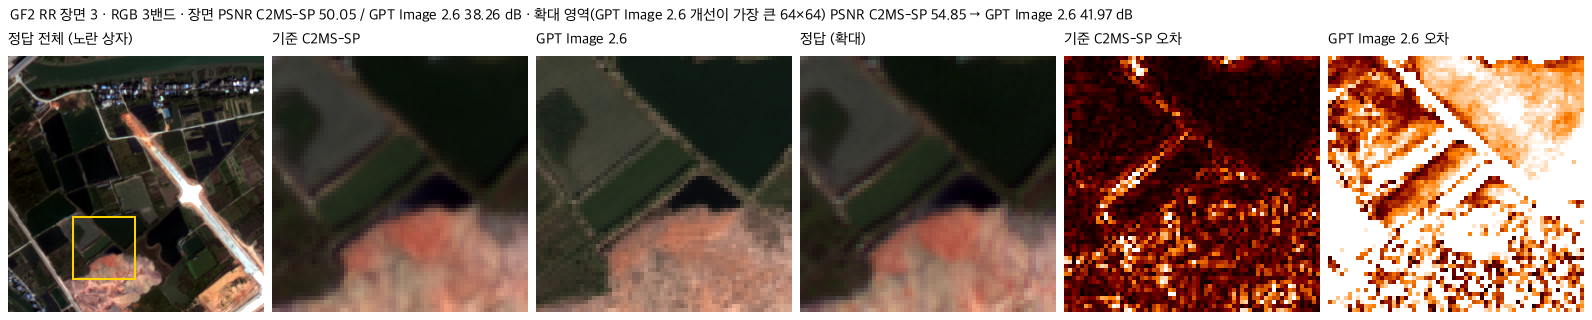 GF2 RR 장면 3 · RGB 3밴드 · 장면 PSNR C2MS-SP 50.05 / GPT Image 2.6 38.26 dB · 확대 영역(GPT Image 2.6 개선이 가장 큰 64×64) PSNR C2MS-SP 54.85 → GPT Image 2.6 41.97 dB
정답 전체 (노란 상자)
기준 C2MS-SP
GPT Image 2.6
정답 (확대)
기준 C2MS-SP 오차
GPT Image 2.6 오차